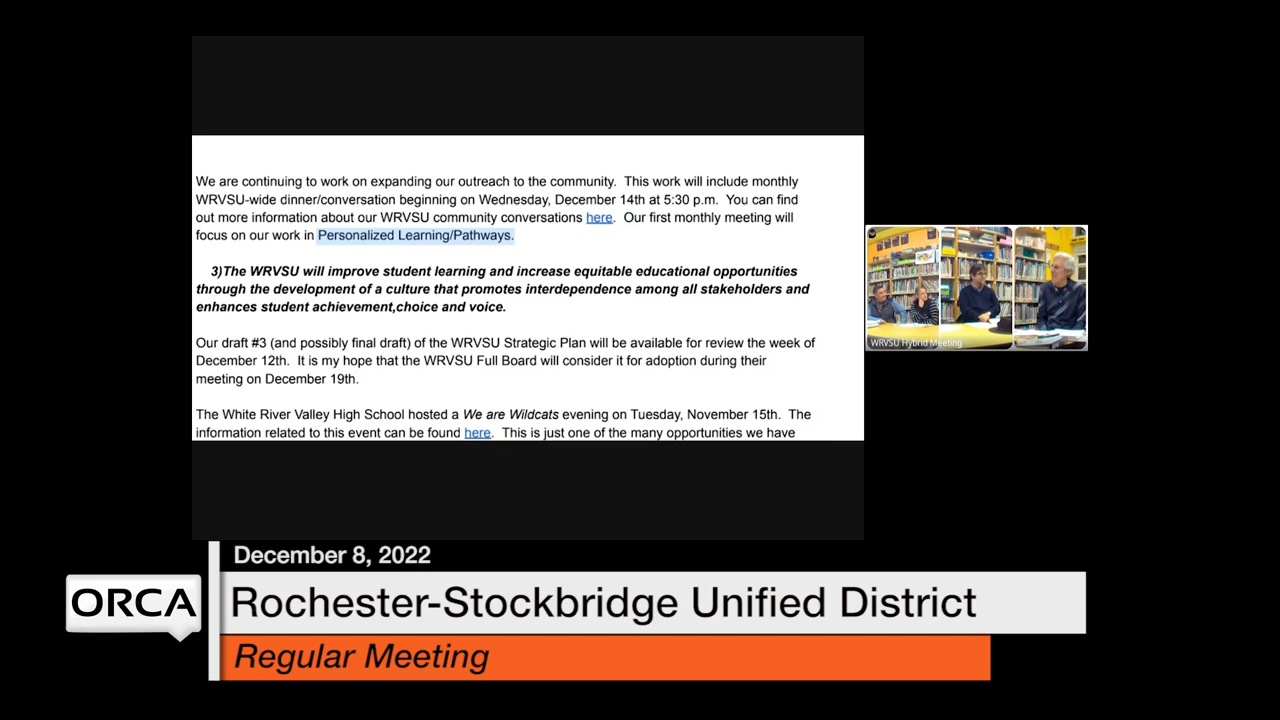 We are continuing to work on expanding our outreach to the community.  This work will include monthly
WRVSU-wide dinner/conversation beginning on Wednesday, December 14th at 5:30 p.m.  You can find
out more information about our WRVSU community conversations here.  Our first monthly meeting will
focus on our work in Personalized Learning/Pathways.
3)The WRVSU will improve student learning and increase equitable educational opportunities
through the development of a culture that promotes interdependence among all stakeholders and
enhances student achievement,choice and voice.
Our draft #3 (and possibly final draft) of the WRVSU Strategic Plan will be available for review the week of
December 12th.  It is my hope that the WRVSU Full Board will consider it for adoption during their
meeting on December 19th.
The White River Valley High School hosted a We are Wildcats evening on Tuesday, November 15th.  The
information related to this event can be found here.  This is just one of the many opportunities we have
WRVSU Hybrid Meeting
December 8, 2022
ORCA
Rochester-Stockbridge Unified District
Regular Meeting